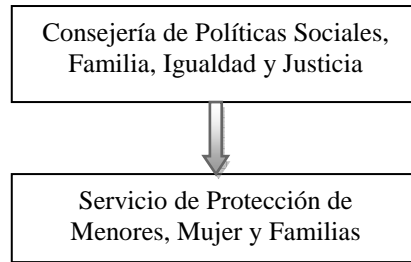 Consejería de Políticas Sociales,
Familia, Igualdad y Justicia
Servicio de Protección de
Menores, Mujer y Familias